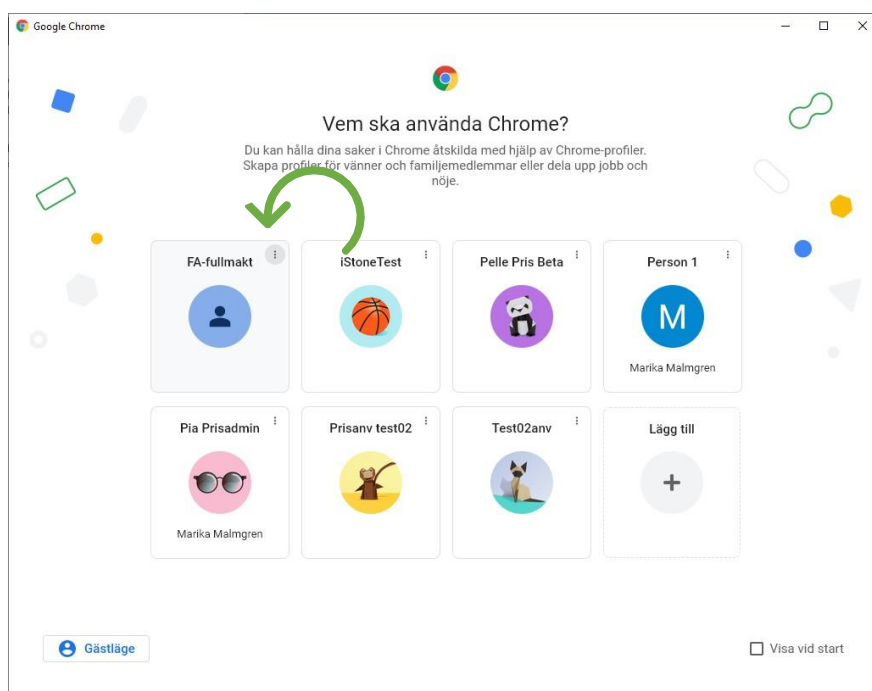 Google Chrome
Vem ska använda Chrome?
Du kan hålla dina saker i Chrome åtskilda med hjälp av Chrome-profiler.
Skapa profiler för vänner och familjemedlemmar eller dela upp jobb och
nöje.
FA-fullmakt
iStoneTest
Pelle Pris Beta
Person 1
M
Marika Malmgren
Pia Prisadmin
Prisanv test02
Test02anv
Lägg till
Marika Malmgren
Gästläge
Visa vid start